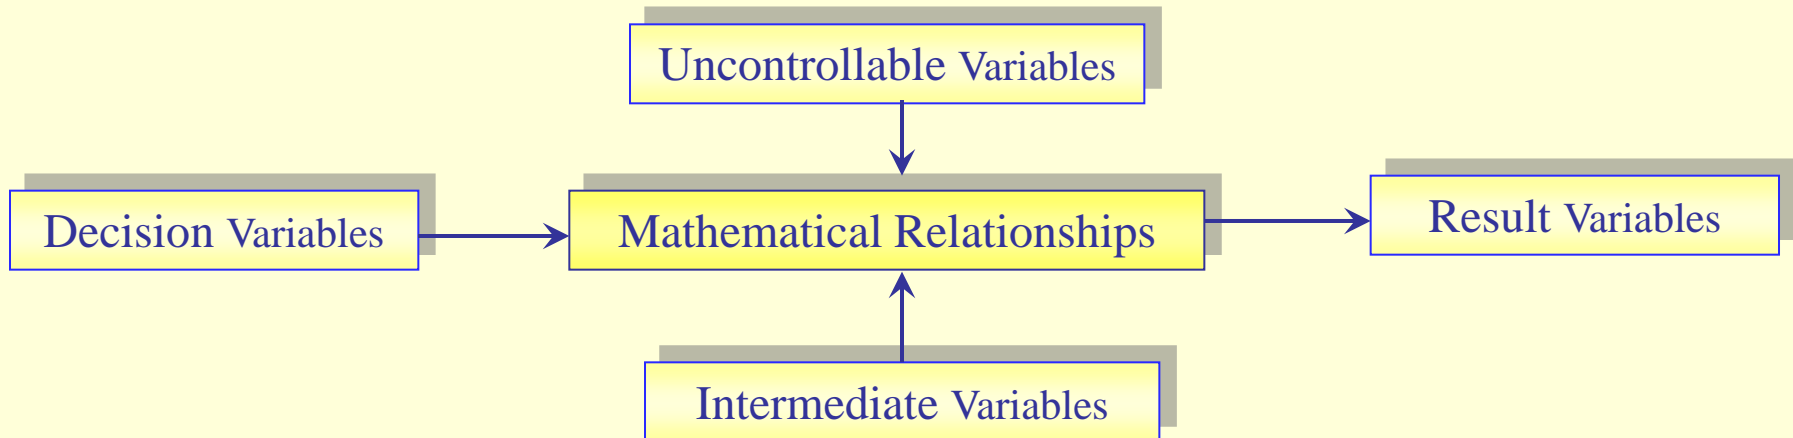 Uncontrollable Variables
Decision Variables
Mathematical Relationships
Result Variables
Intermediate Variables